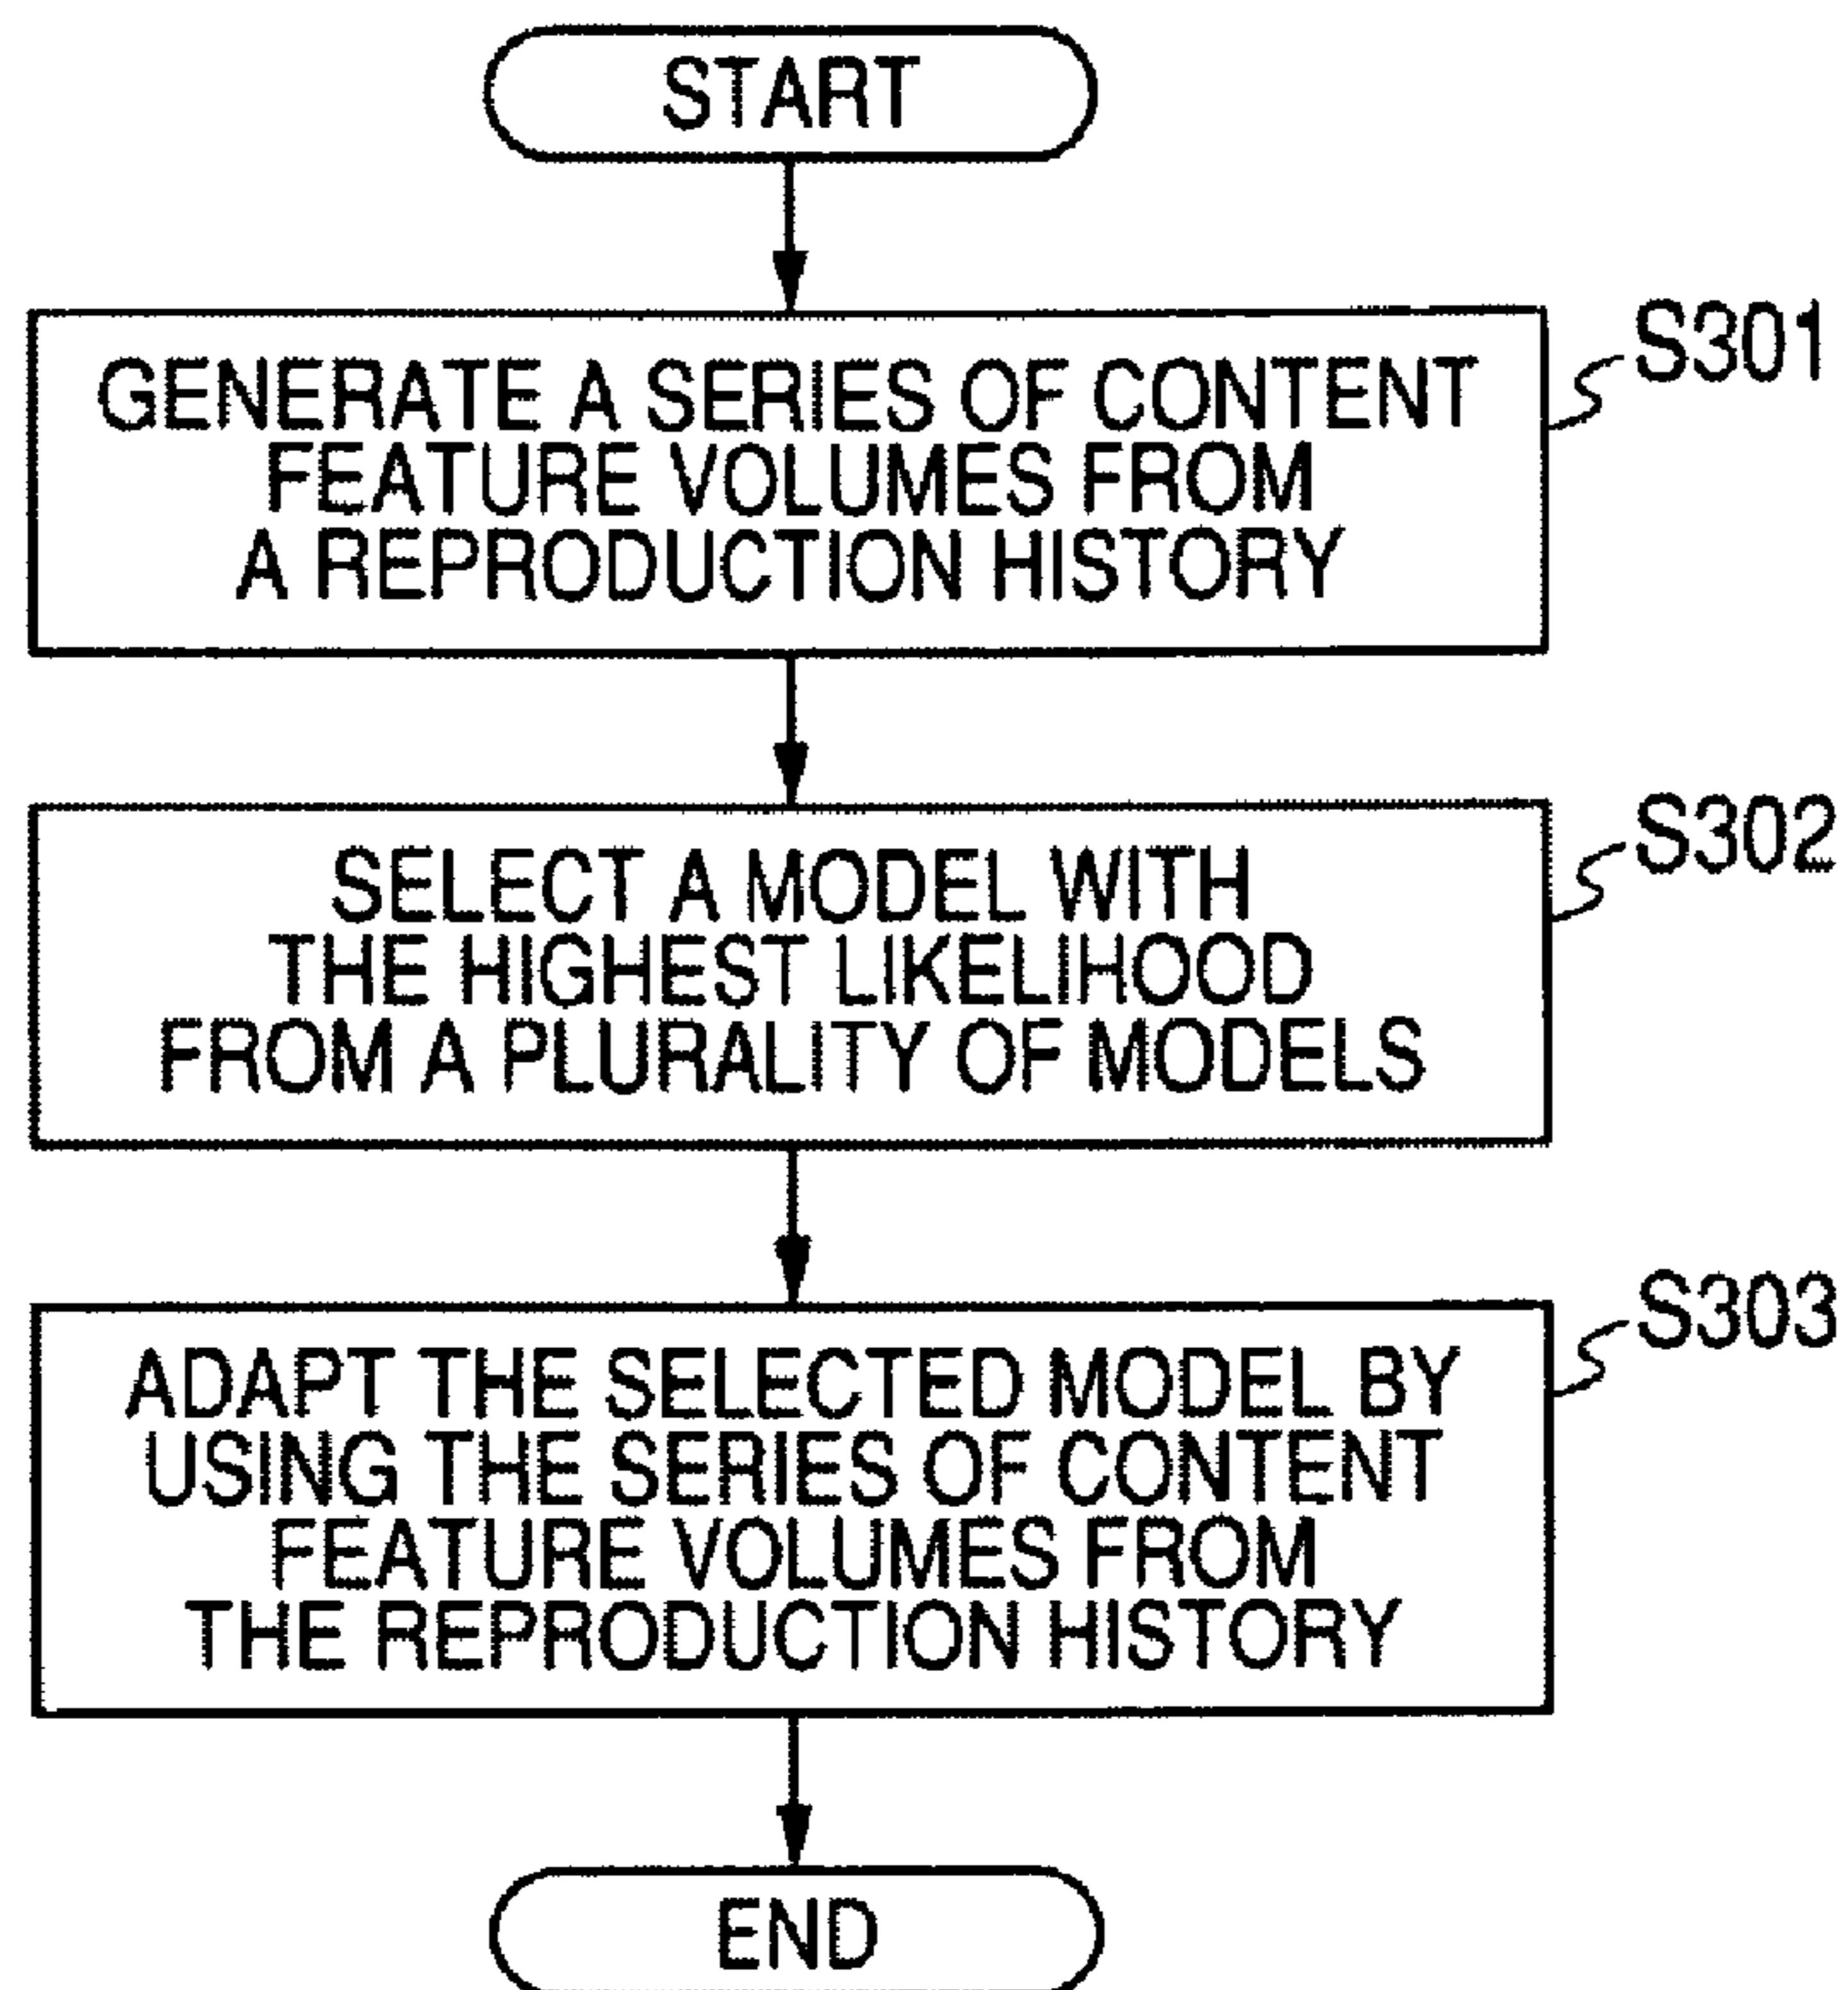 START
GENERATE A SERIES OF CONTENT
FEATURE VOLUMES FROM
A REPRODUCTION HISTORY
S301
SELECT A MODEL WITH
THE HIGHEST LIKELIHOOD
FROM A PLURALITY OF MODELS
S302
ADAPT THE SELECTED MODEL BY
USING THE SERIES OF CONTENT
FEATURE VOLUMES FROM
THE REPRODUCTION HISTORY
S303
END